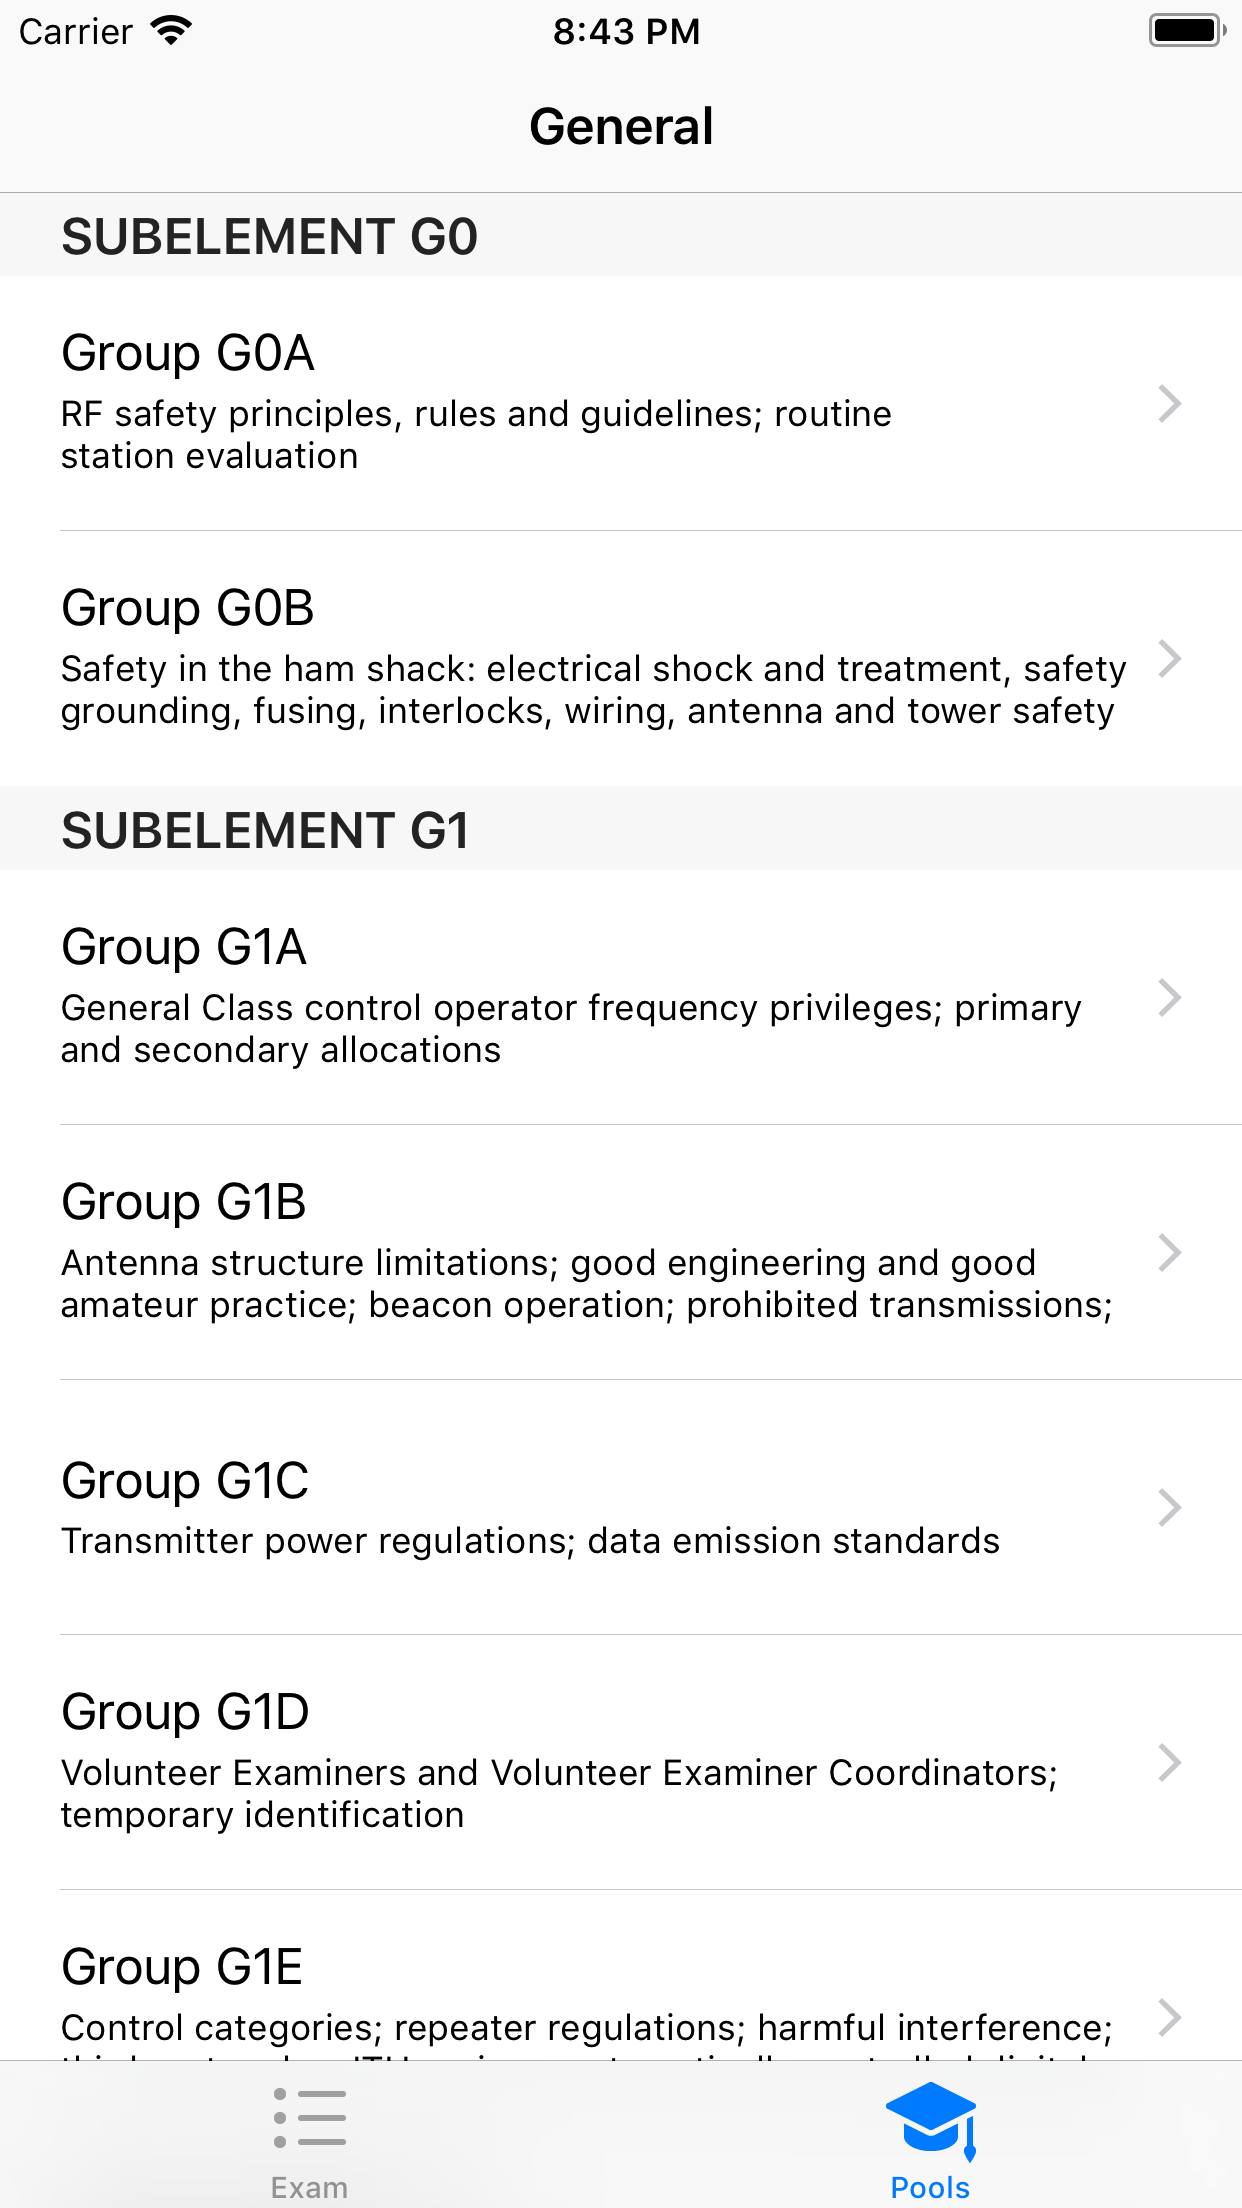 Carrier 8:43 PM
General
SUBELEMENT G0
Group G0A
RF safety principles, rules and guidelines; routine
station evaluation
Group G0B
Safety in the ham shack: electrical shock and treatment, safety
grounding, fusing, interlocks, wiring, antenna and tower safety
SUBELEMENT G1
Group G1A
General Class control operator frequency privileges; primary
and secondary allocations
Group G1B
Antenna structure limitations; good engineering and good
amateur practice; beacon operation; prohibited transmissions;
Group G1C
Transmitter power regulations; data emission standards
Group G1D
Volunteer Examiners and Volunteer Examiner Coordinators;
temporary identification
Group G1E
Control categories; repeater regulations; harmful interference;
Exam
Pools